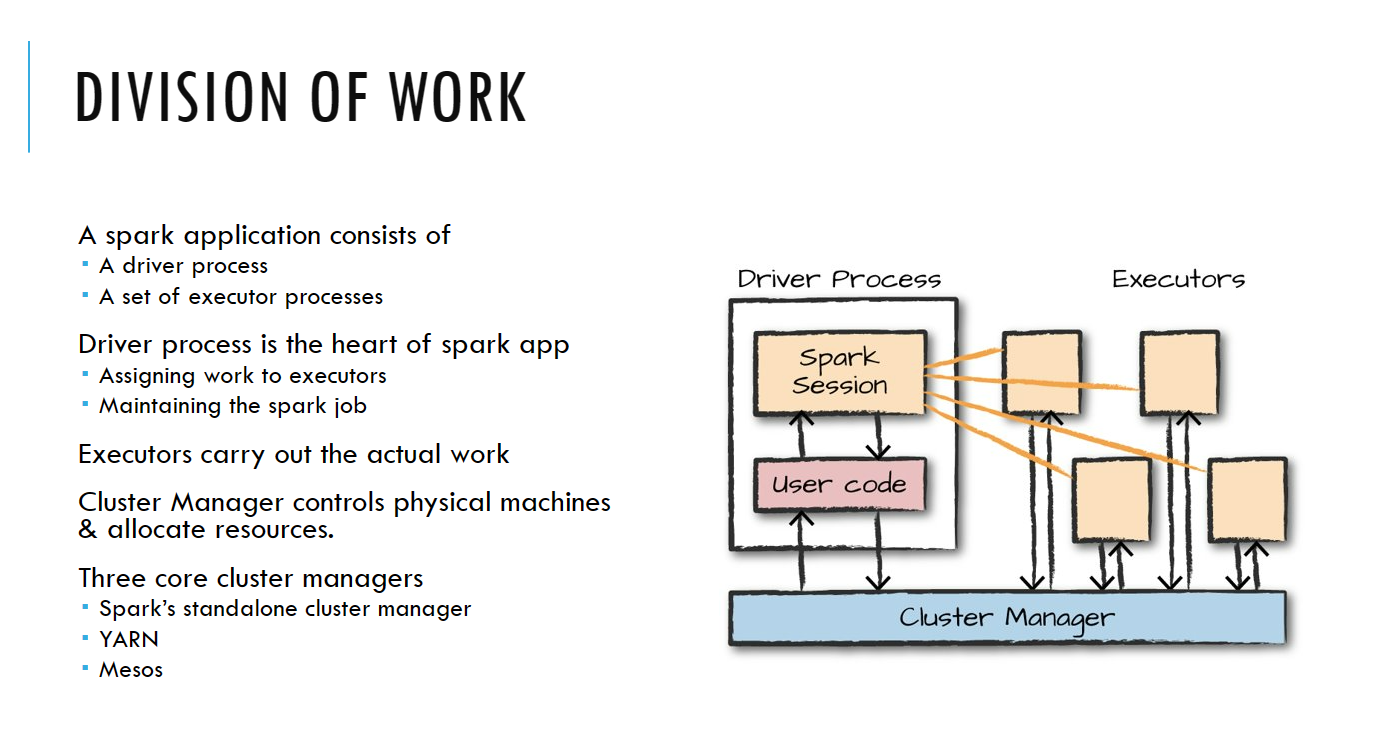 DIVISION OF WORK
A spark application consists of
▪ A driver process
▪ A set of executor processes
Driver process is the heart of spark app
▪ Assigning work to executors
▪ Maintaining the spark job
Executors carry out the actual work
Cluster Manager controls physical machines
& allocate resources.
Three core cluster managers
▪ Spark’s standalone cluster manager
▪ YARN
▪ Mesos
Driver Process
Executors
Spark
Session
User code
Cluster Manager